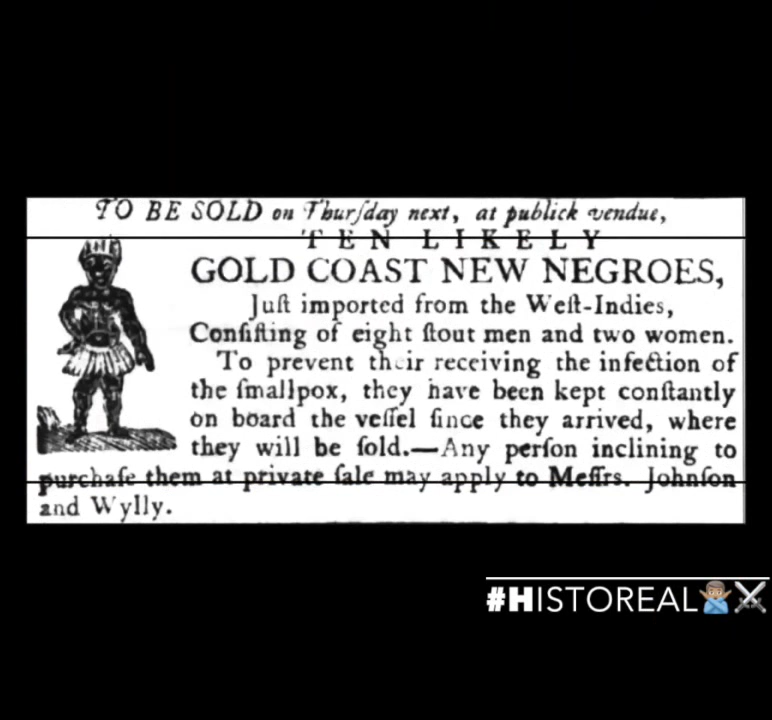 TO BE SOLD on Thurſday next, at publick vendue,
TEN LIKELY
GOLD COAST NEW NEGROES,
Juſt imported from the Weſt-Indies,
Conſiſting of eight ſtout men and two women.
To prevent their receiving the infection of
the ſmallpox, they have been kept conſtantly
on board the veſſel ſince they arrived, where
they will be ſold.—Any perſon inclining to
purchaſe them at private ſale may apply to Meſſrs. Johnſon
and Wylly.
#HISTOREAL🙅🏽‍♂️⚔️